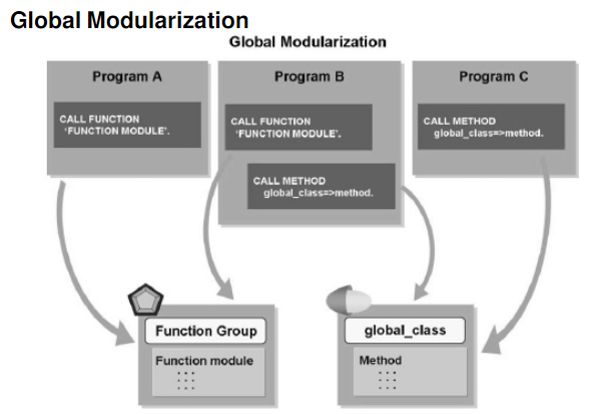 Global Modularization
Global Modularization
Program A
CALL FUNCTION
'FUNCTION MODULE'.
Program B
CALL FUNCTION
'FUNCTION MODULE'.
CALL METHOD
global_class=>method.
Program C
CALL METHOD
global_class=>method.
Function Group
Function module
global_class
Method